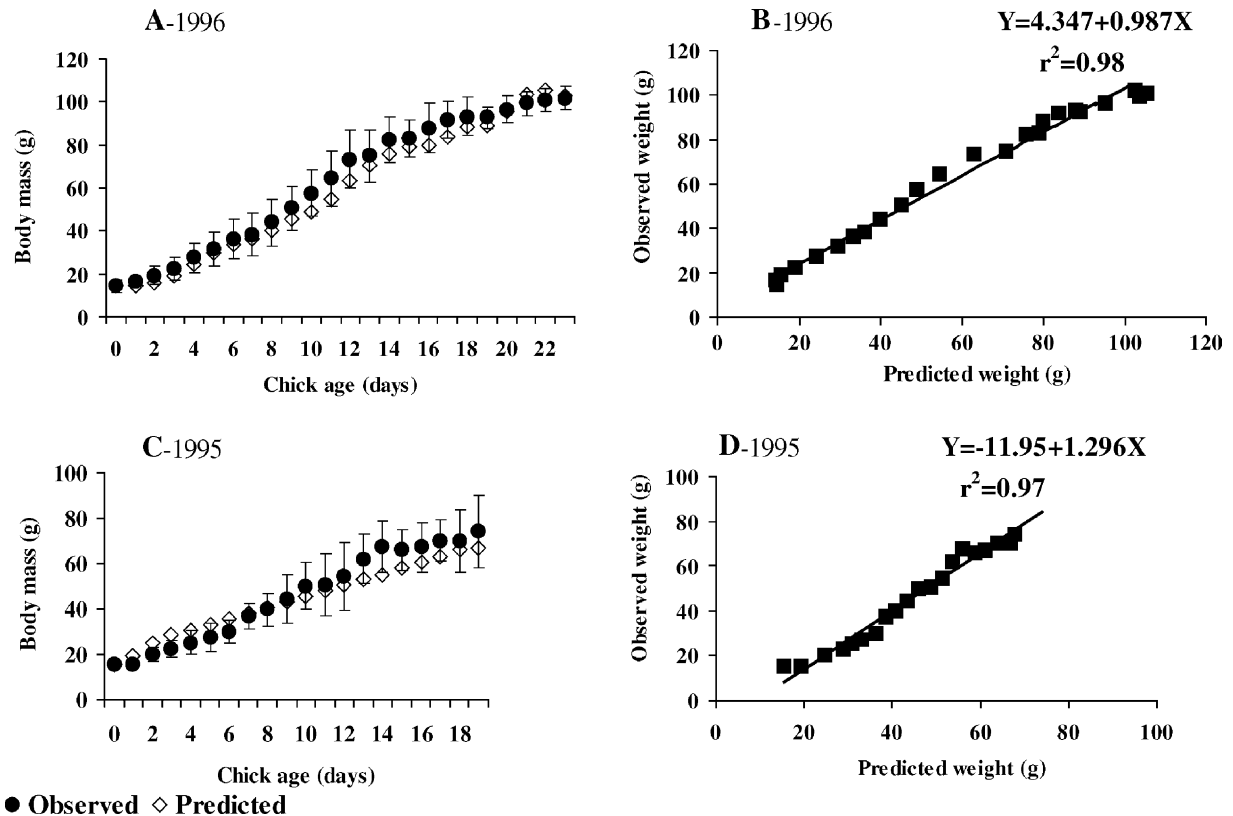 A-1996
120
100
80
60
40
20
0
Body mass (g)
0 2 4 6 8 10 12 14 16 18 20 22
Chick age (days)
B-1996
Y=4.347+0.987X
r²=0.98
120
100
80
60
40
20
0
Observed weight (g)
0 20 40 60 80 100 120
Predicted weight (g)
C-1995
100
80
60
40
20
0
Body mass (g)
0 2 4 6 8 10 12 14 16 18
Chick age (days)
D-1995
Y=-11.95+1.296X
r²=0.97
100
80
60
40
20
0
Observed weight (g)
0 20 40 60 80 100
Predicted weight (g)
Observed Predicted